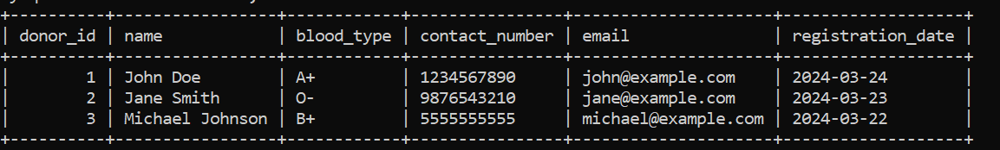 +----------+-----------------+------------+----------------+---------------------+-------------------+
| donor_id | name            | blood_type | contact_number | email               | registration_date |
+----------+-----------------+------------+----------------+---------------------+-------------------+
|        1 | John Doe        | A+         | 1234567890     | john@example.com    | 2024-03-24        |
|        2 | Jane Smith      | O-         | 9876543210     | jane@example.com    | 2024-03-23        |
|        3 | Michael Johnson | B+         | 5555555555     | michael@example.com | 2024-03-22        |
+----------+-----------------+------------+----------------+---------------------+-------------------+